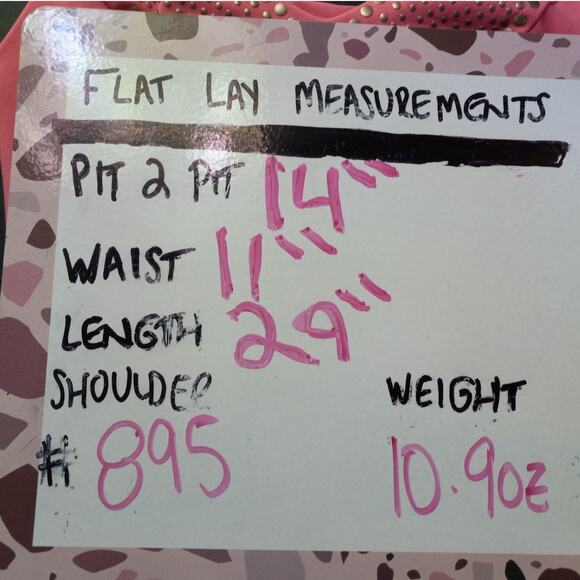 FLAT LAY MEASUREMENTS
PIT 2 PIT 14"
WAIST 11"
LENGTH 29"
SHOULDER
WEIGHT
# 895
10.9oz